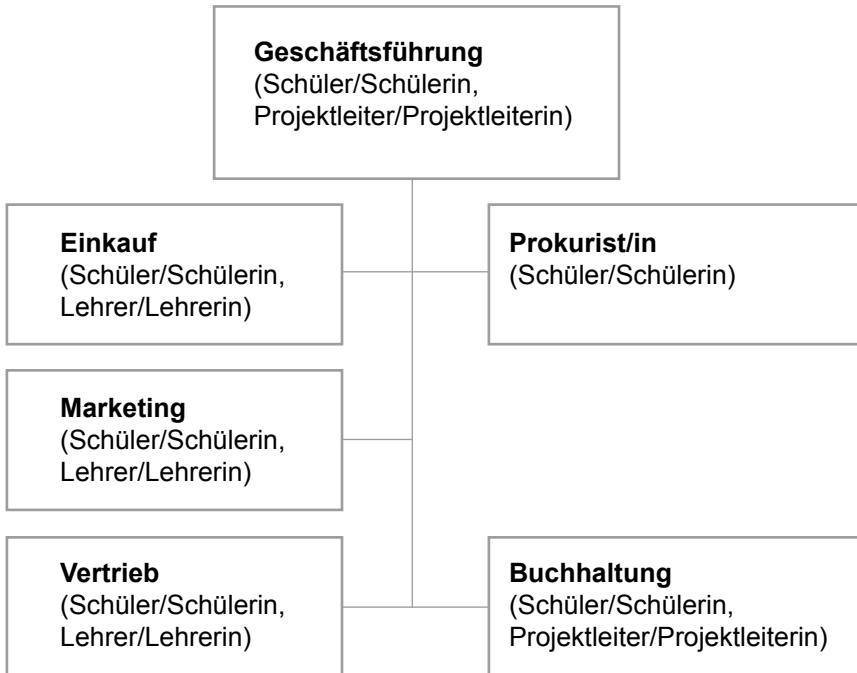 Geschäftsführung
(Schüler/Schülerin,
Projektleiter/Projektleiterin)
Einkauf
(Schüler/Schülerin,
Lehrer/Lehrerin)
Prokurist/in
(Schüler/Schülerin)
Marketing
(Schüler/Schülerin,
Lehrer/Lehrerin)
Vertrieb
(Schüler/Schülerin,
Lehrer/Lehrerin)
Buchhaltung
(Schüler/Schülerin,
Projektleiter/Projektleiterin)